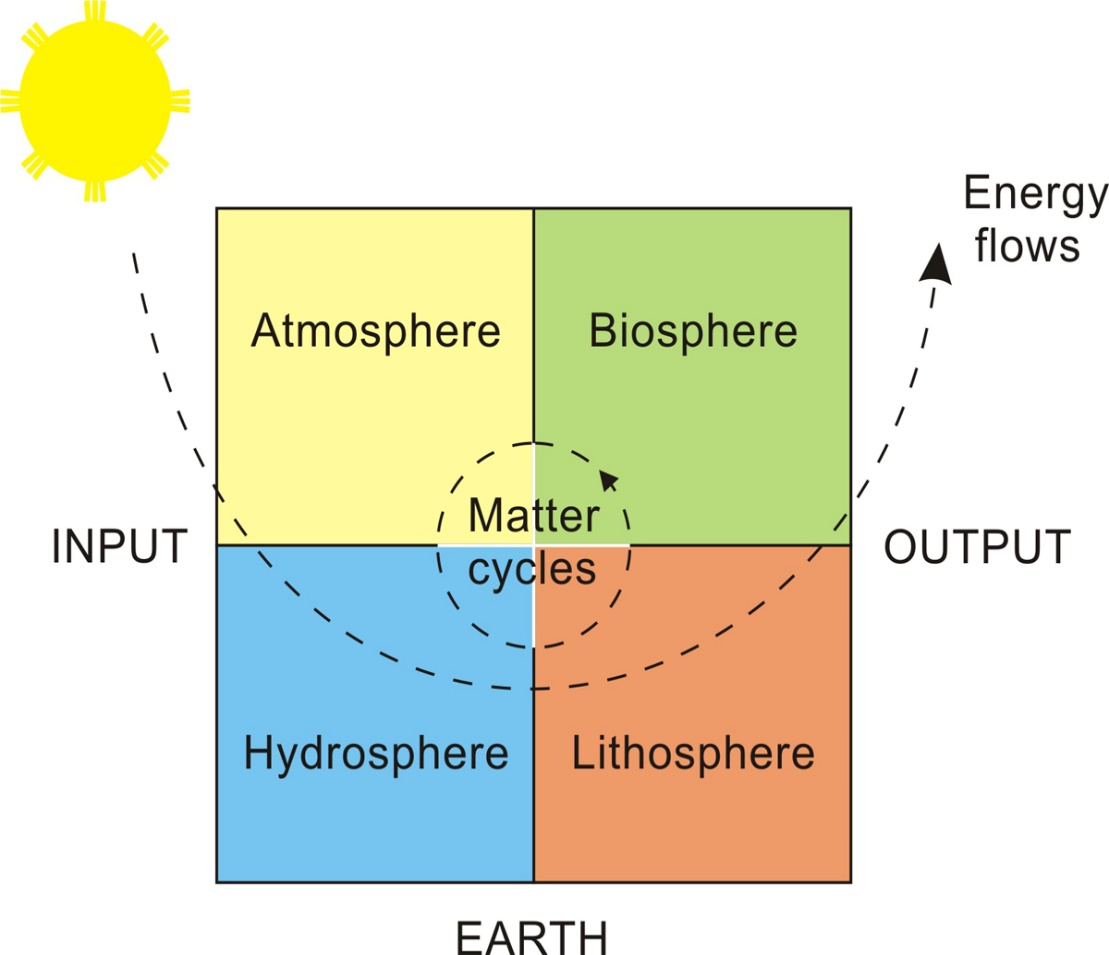 Energy
flows
Atmosphere
Biosphere
Matter
cycles
INPUT
OUTPUT
Hydrosphere
Lithosphere
EARTH